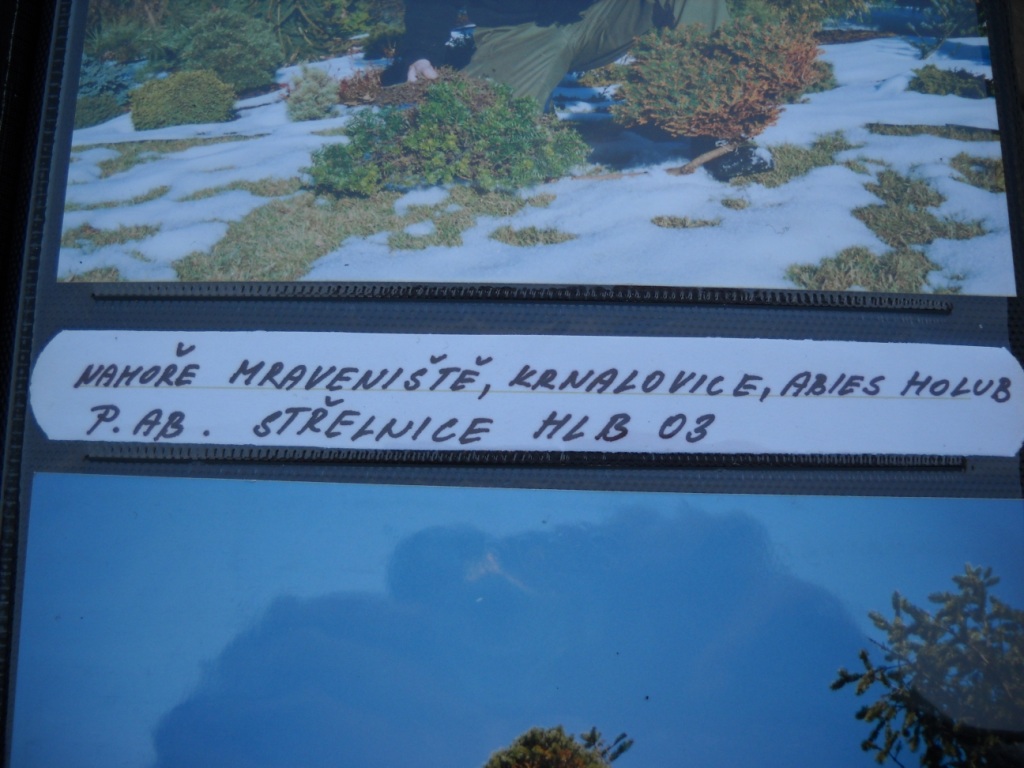 NAHOŘE MRAVENIŠTĚ, KRNALOVICE, ABIES HOLUB
P. AB. STŘELNICE HLB 03